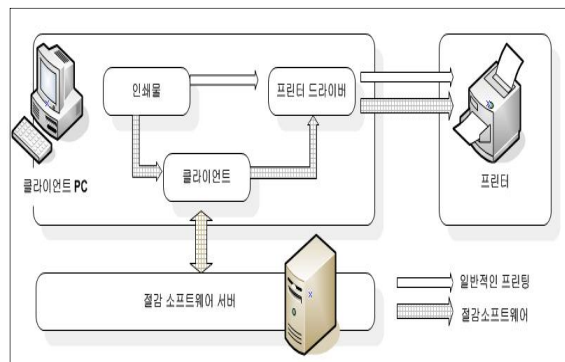 인쇄물
프린터 드라이버
클라이언트
클라이언트 PC
프린터
절감 소프트웨어 서버
일반적인 프린팅
절감소프트웨어